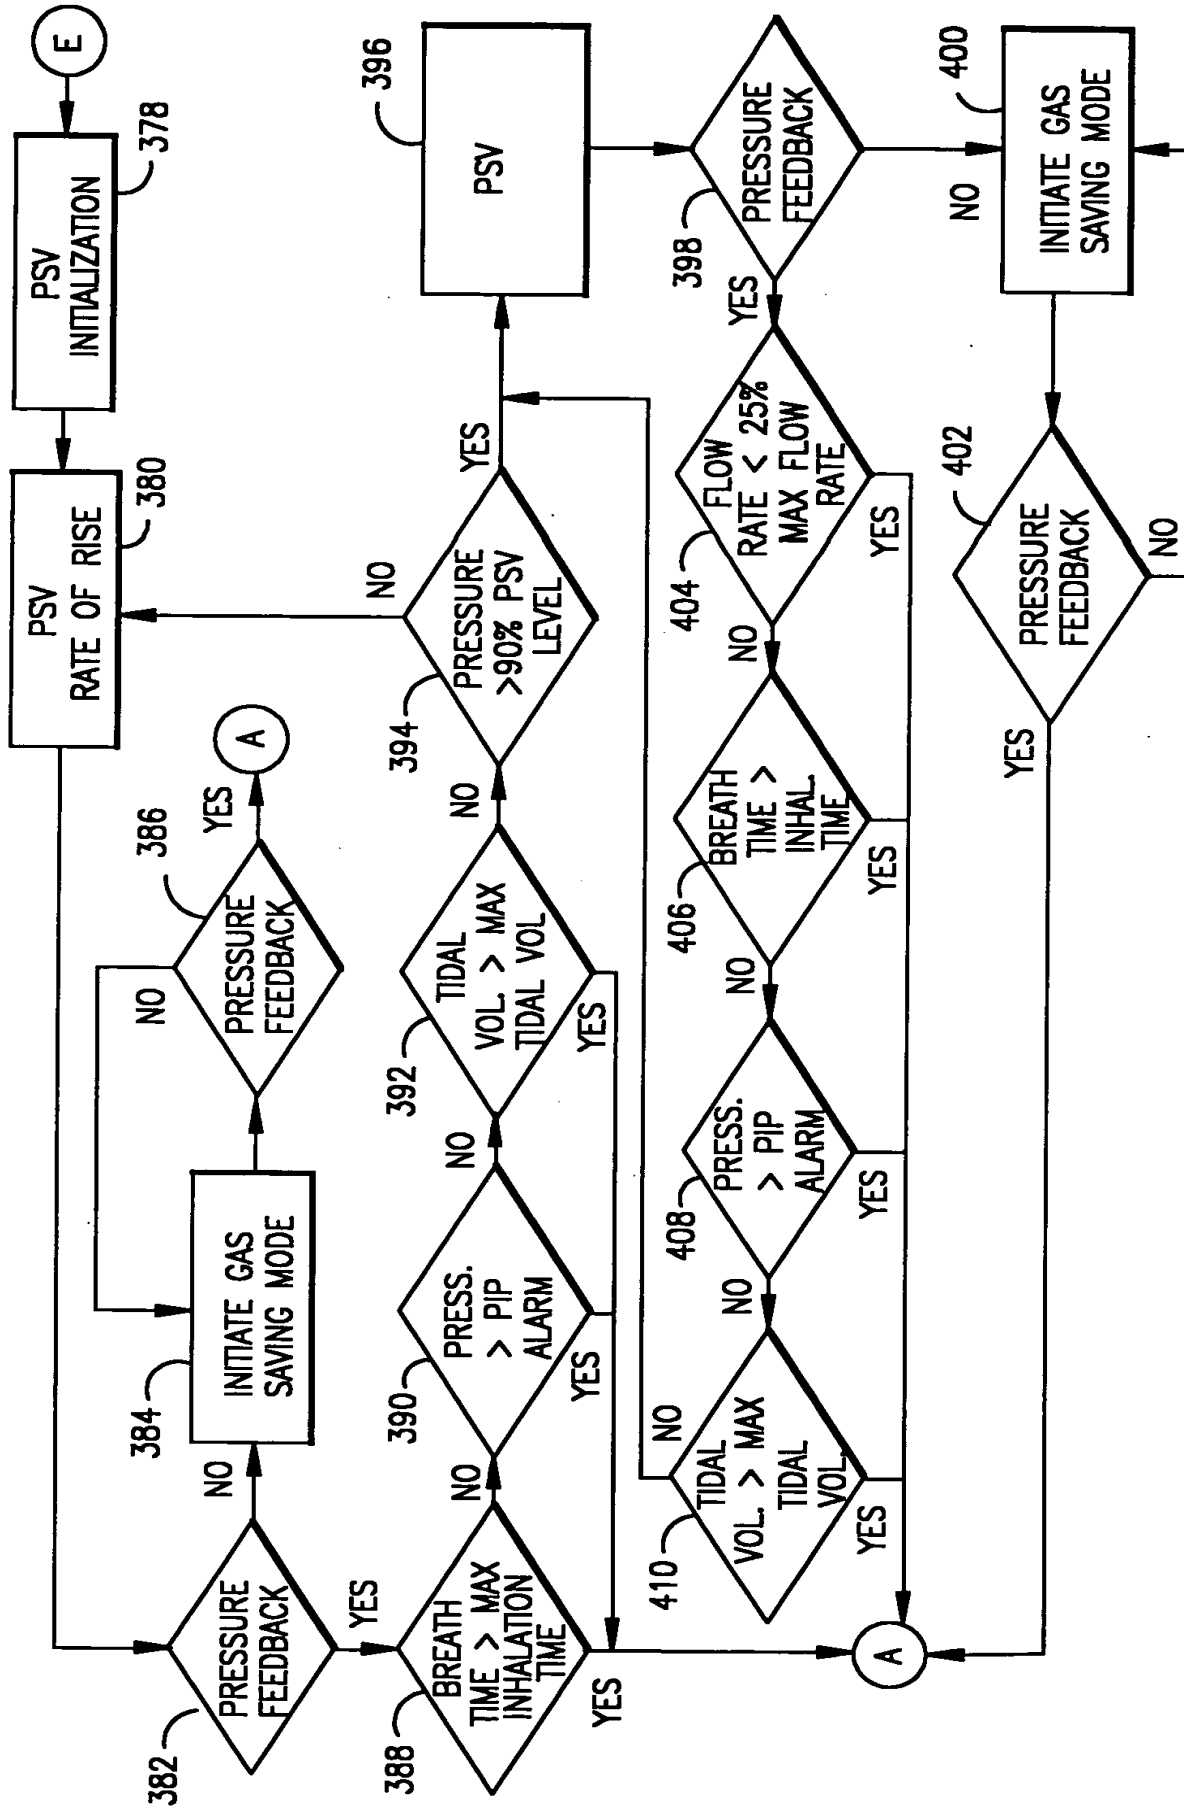 E
PSV
INITIALIZATION
378
PSV
RATE OF RISE
380
PRESSURE
FEEDBACK
382
NO
YES
INITIATE GAS
SAVING MODE
384
PRESSURE
FEEDBACK
386
NO
YES
A
BREATH
TIME > MAX
INHALATION
TIME
388
NO
YES
PRESS.
> PIP
ALARM
390
NO
YES
TIDAL
VOL. > MAX
TIDAL VOL
392
NO
YES
PRESSURE
>90% PSV
LEVEL
394
NO
YES
PSV
396
PRESSURE
FEEDBACK
398
YES
NO
INITIATE GAS
SAVING MODE
400
PRESSURE
FEEDBACK
402
YES
NO
FLOW
RATE < 25%
MAX FLOW
RATE
404
NO
YES
BREATH
TIME >
INHAL.
TIME
406
NO
YES
PRESS.
> PIP
ALARM
408
NO
YES
TIDAL
VOL. > MAX
TIDAL
VOL.
410
NO
YES
A